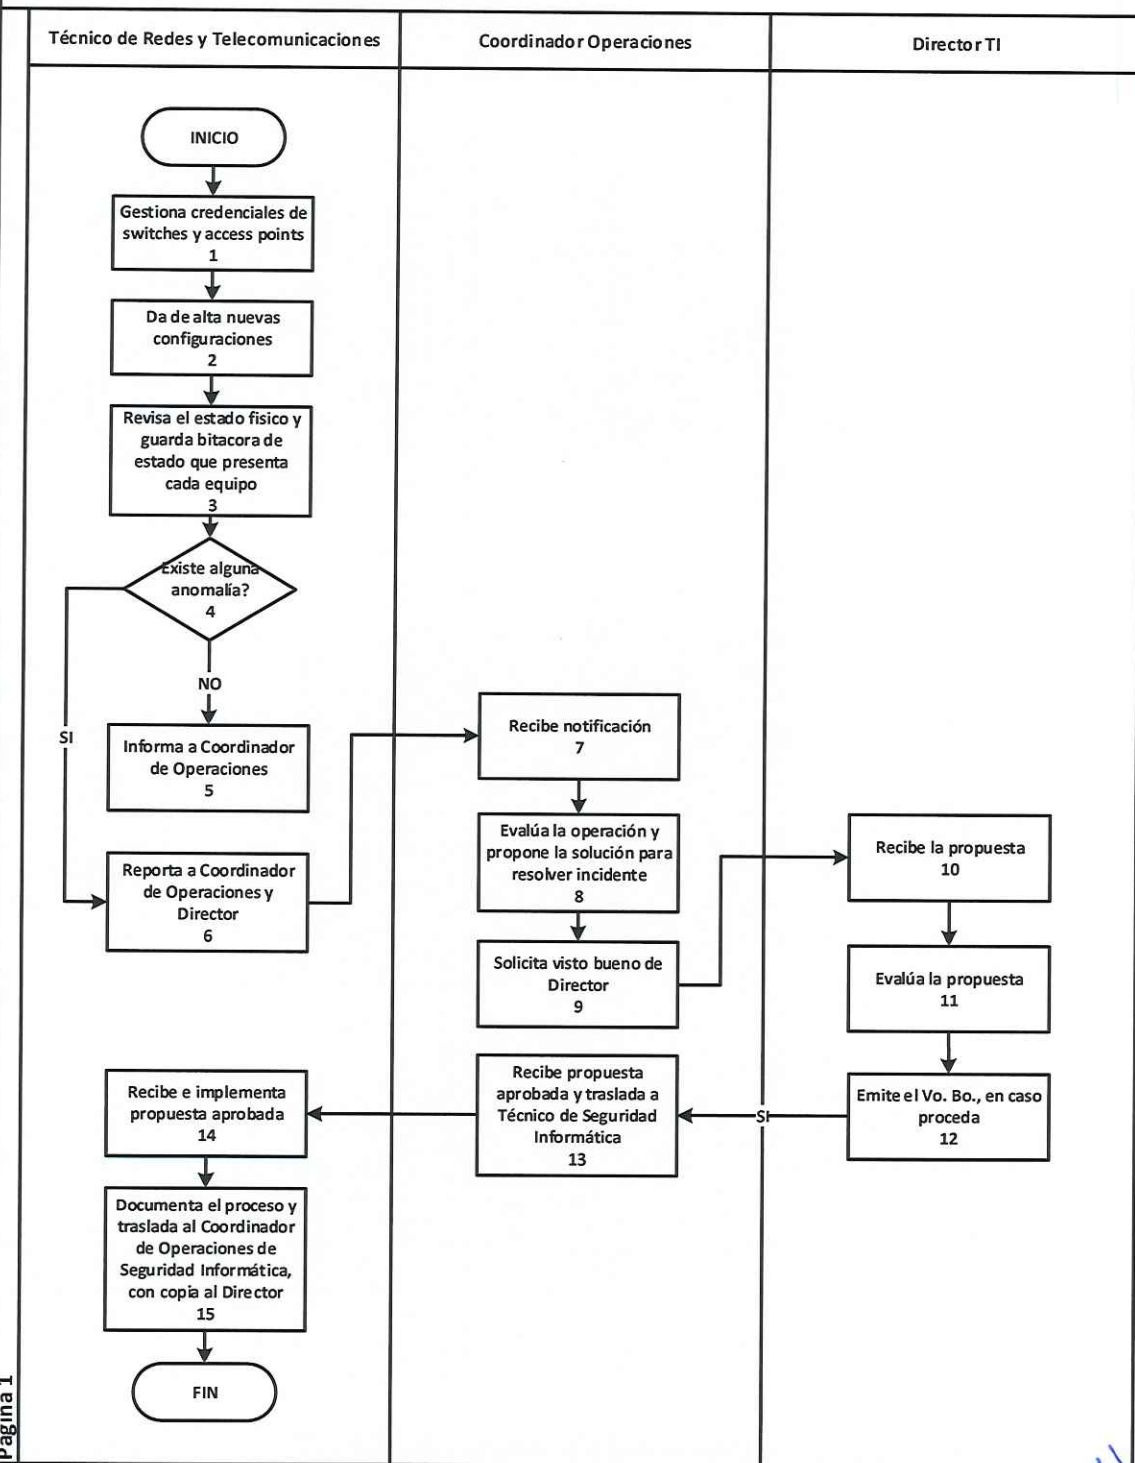 Técnico de Redes y Telecomunicaciones
Coordinador Operaciones
Director TI
INICIO
Gestiona credenciales de
switches y access points
1
Da de alta nuevas
configuraciones
2
Revisa el estado fisico y
guarda bitacora de
estado que presenta
cada equipo
3
Existe alguna
anomalía?
4
NO
SI
Informa a Coordinador
de Operaciones
5
Reporta a Coordinador
de Operaciones y
Director
6
Recibe notificación
7
Evalúa la operación y
propone la solución para
resolver incidente
8
Solicita visto bueno de
Director
9
Recibe la propuesta
10
Evalúa la propuesta
11
Emite el Vo. Bo., en caso
proceda
12
SI
Recibe propuesta
aprobada y traslada a
Técnico de Seguridad
Informática
13
Recibe e implementa
propuesta aprobada
14
Documenta el proceso y
traslada al Coordinador
de Operaciones de
Seguridad Informática,
con copia al Director
15
FIN
Página 1